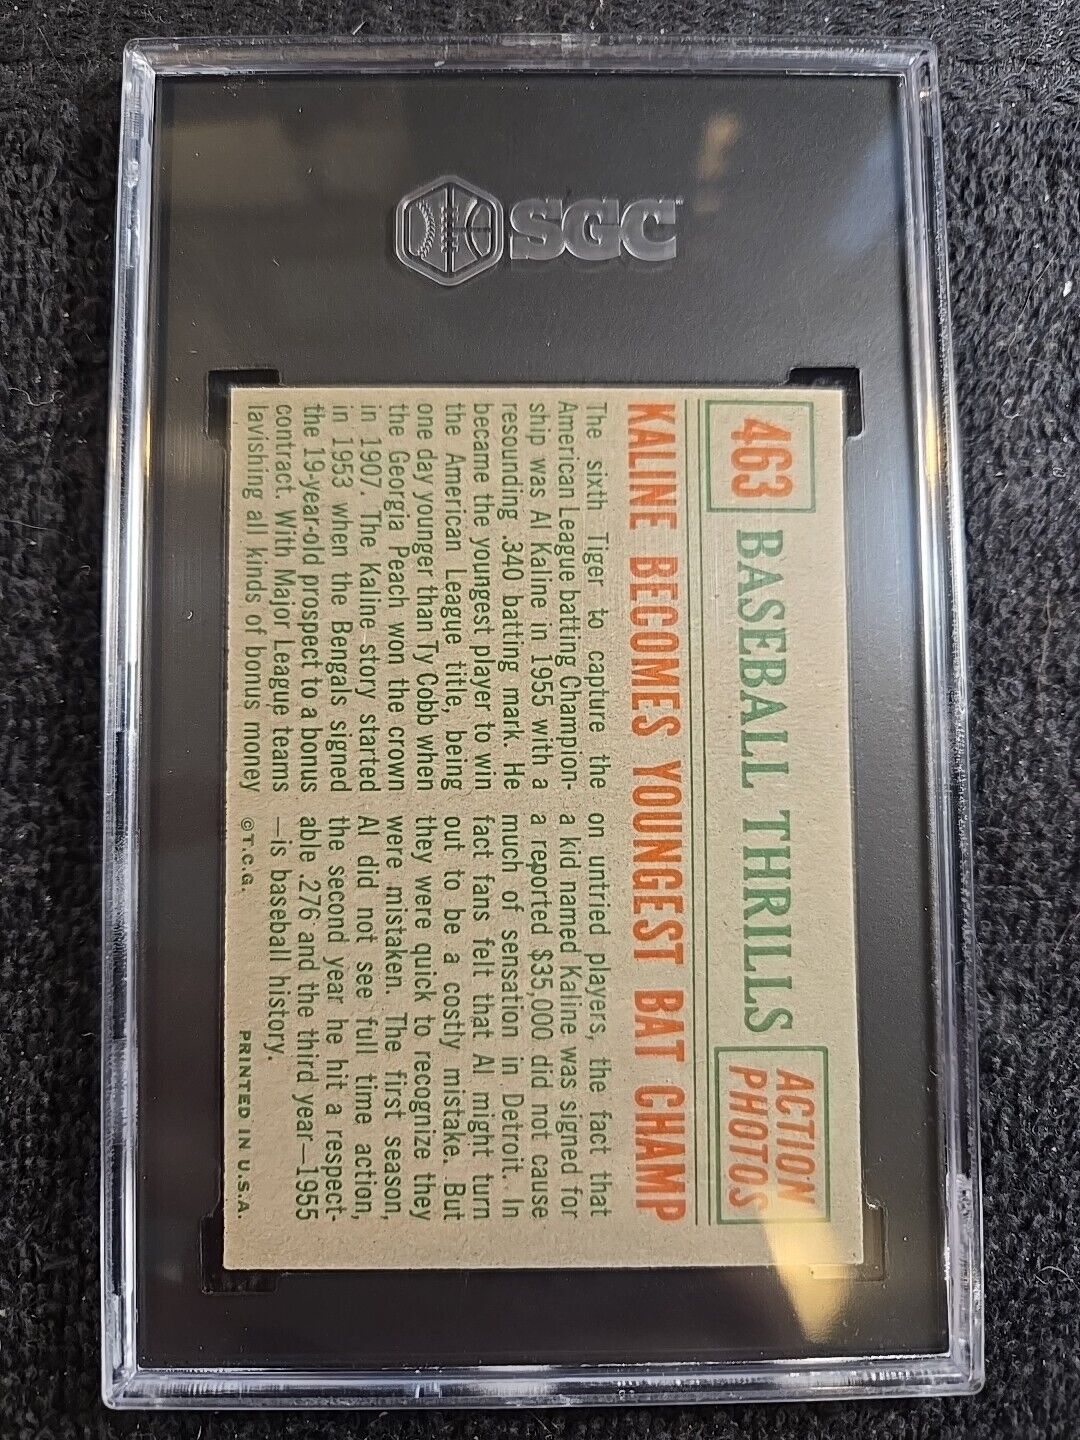 SGC
463
BASEBALL THRILLS
ACTION
PHOTOS
KALINE BECOMES YOUNGEST BAT CHAMP
The sixth Tiger to capture the
American League batting Champion-
ship was Al Kaline in 1955 with a
resounding .340 batting mark. He
became the youngest player to win
the American League title, being
one day younger than Ty Cobb when
the Georgia Peach won the crown
in 1907. The Kaline story started
in 1953 when the Bengals signed
the 19-year-old prospect to a bonus
contract. With Major League teams
lavishing all kinds of bonus money
on untried players, the fact that
a kid named Kaline was signed for
a reported $35,000 did not cause
much of sensation in Detroit. In
fact fans felt that Al might turn
out to be a costly mistake. But
they were quick to recognize they
were mistaken. The first season,
Al did not see full time action,
the second year he hit a respect-
able .276 and the third year—1955
—is baseball history.
©T.C.G. PRINTED IN U.S.A.